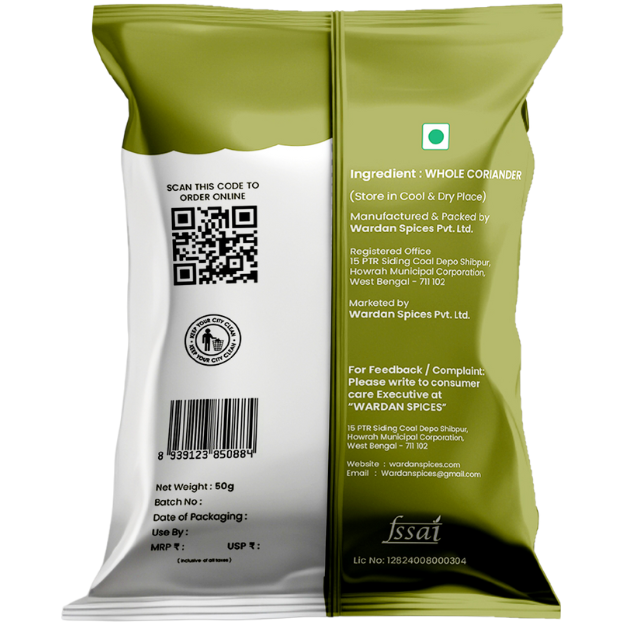 SCAN THIS CODE TO
ORDER ONLINE
KEEP YOUR CITY CLEAN
KEEP YOUR CITY CLEAN
8 939123 850884
Net Weight : 50g
Batch No :
Date of Packaging :
Use By :
MRP ₹ : USP ₹ :
( Inclusive of all taxes )
Ingredient : WHOLE CORIANDER
(Store in Cool & Dry Place)
Manufactured & Packed by
Wardan Spices Pvt. Ltd.
Registered Office
15 PTR Siding Coal Depo Shibpur,
Howrah Municipal Corporation,
West Bengal - 711 102
Marketed by
Wardan Spices Pvt. Ltd.
For Feedback / Complaint:
Please write to consumer
care Executive at
"WARDAN SPICES"
15 PTR Siding Coal Depo Shibpur,
Howrah Municipal Corporation,
West Bengal - 711 102
Website : wardanspices.com
Email : Wardanspices@gmail.com
fssai
Lic No: 12824008000304